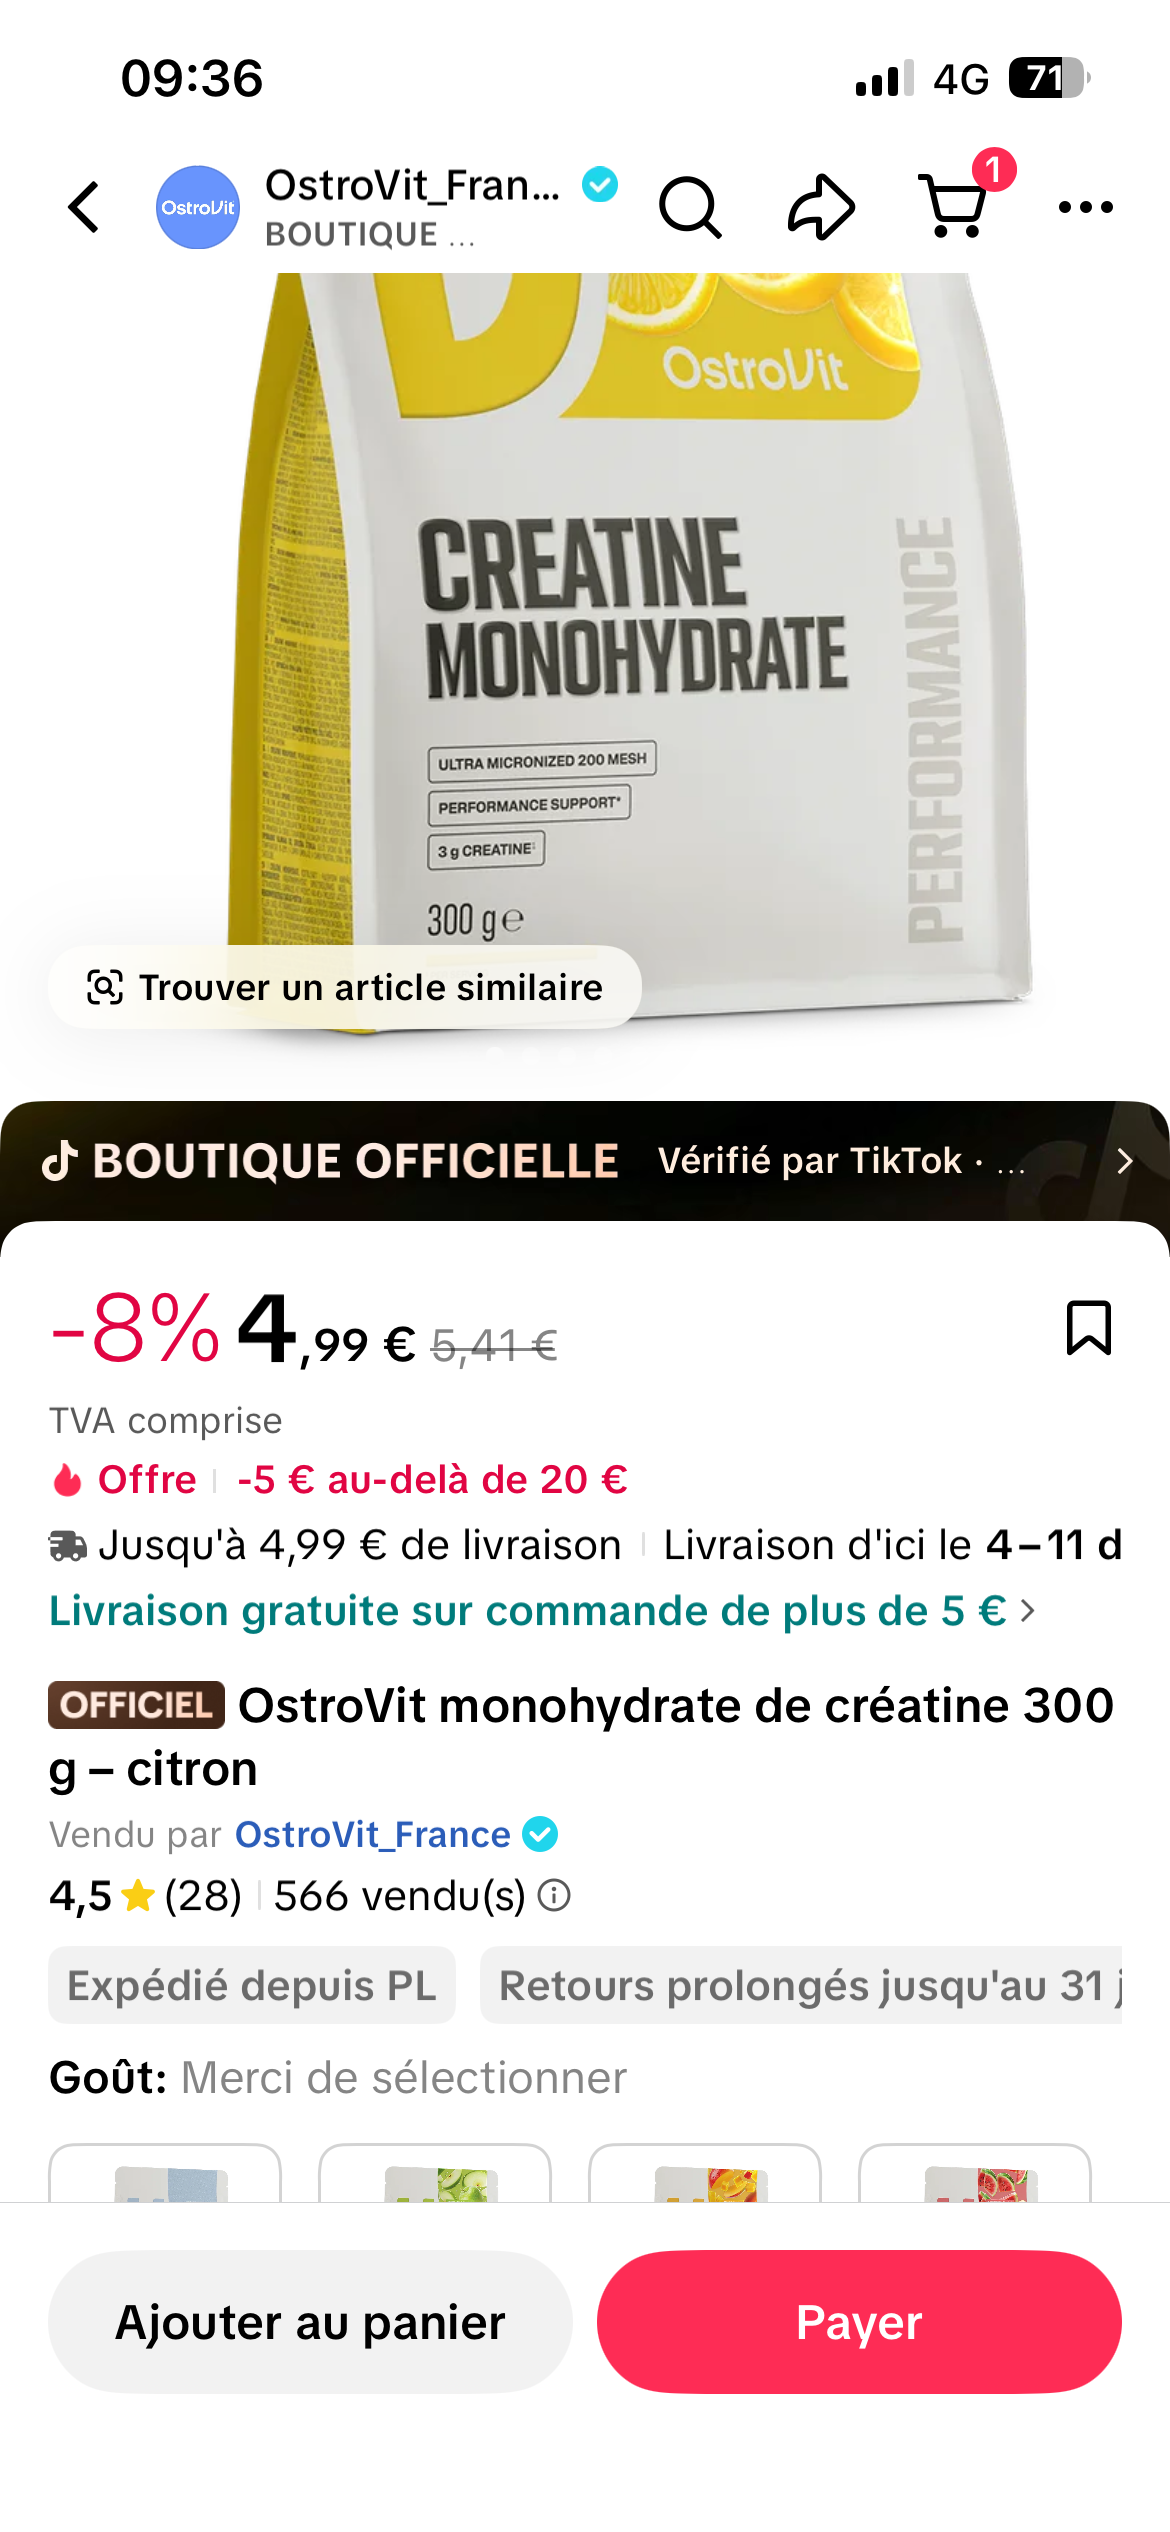 09:36
4G 71
OstroVit
OstroVit_Fran...
BOUTIQUE ...
1
OstroVit
CREATINE
MONOHYDRATE
PERFORMANCE
ULTRA MICRONIZED 200 MESH
PERFORMANCE SUPPORT*
3 g CREATINE
300 g ℮
Trouver un article similaire
BOUTIQUE OFFICIELLE Vérifié par TikTok · ...
-8% 4,99 € 5,41 €
TVA comprise
Offre -5 € au-delà de 20 €
Jusqu'à 4,99 € de livraison Livraison d'ici le 4–11 d
Livraison gratuite sur commande de plus de 5 € >
OFFICIEL OstroVit monohydrate de créatine 300
g – citron
Vendu par OstroVit_France
4,5 (28) 566 vendu(s)
Expédié depuis PL Retours prolongés jusqu'au 31 j
Goût: Merci de sélectionner
Ajouter au panier Payer